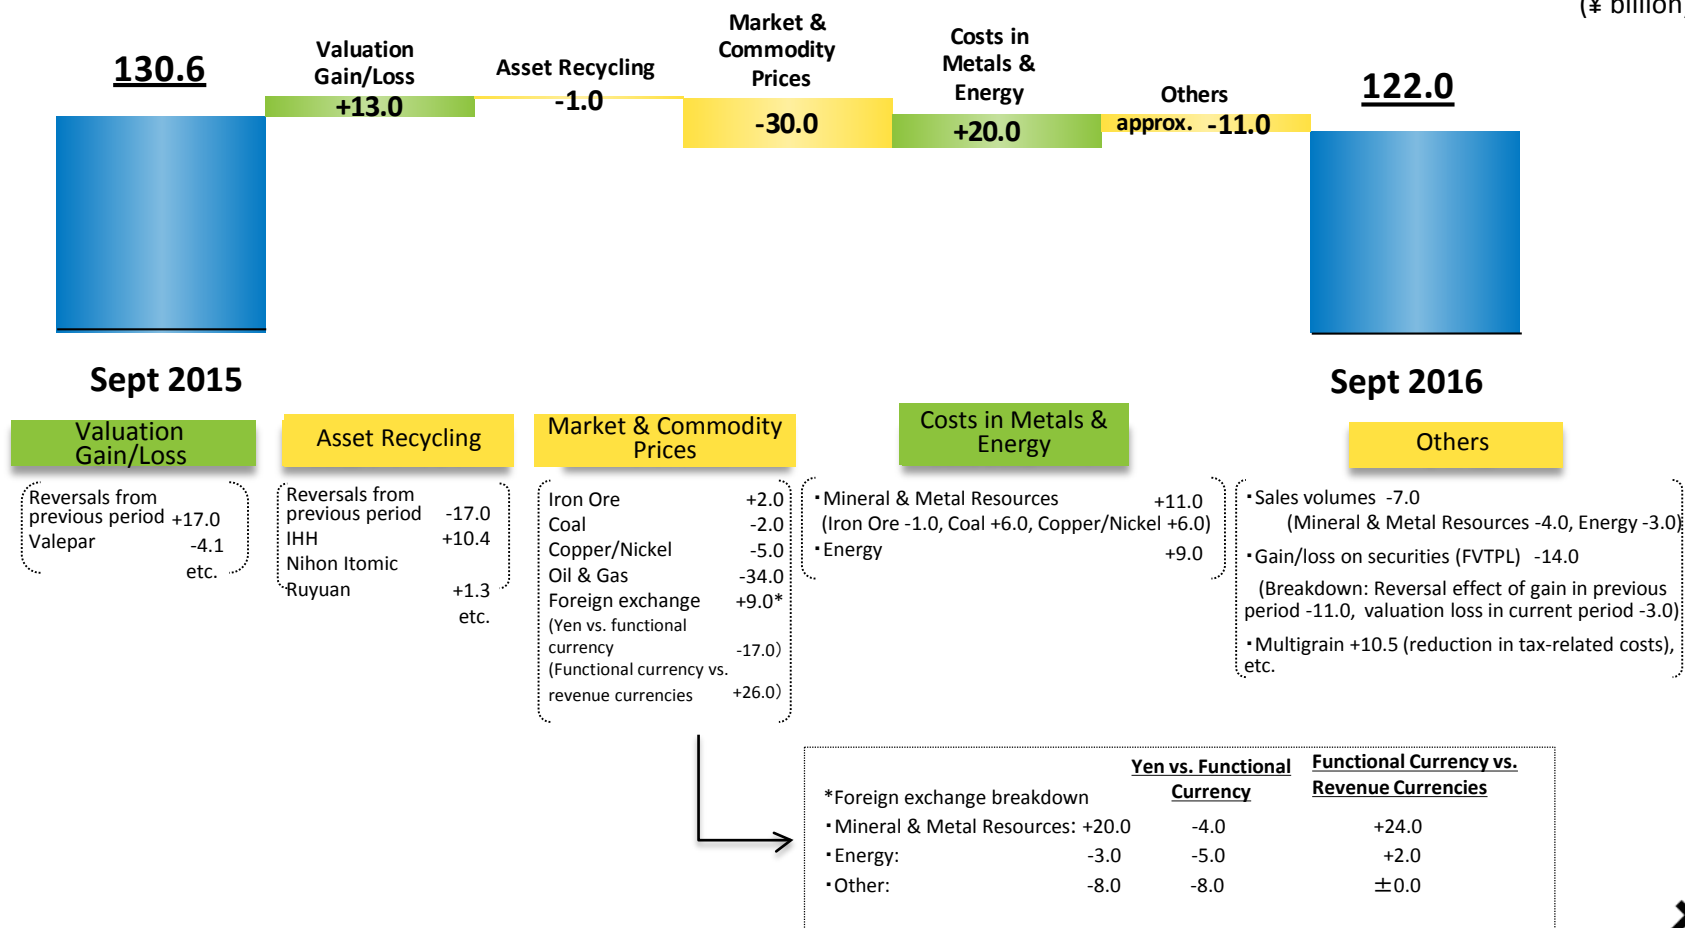 (¥ billion)
130.6
Valuation
Gain/Loss
+13.0
Asset Recycling
-1.0
Market &
Commodity
Prices
-30.0
Costs in
Metals &
Energy
+20.0
Others
approx. -11.0
122.0
Sept 2015
Sept 2016
Valuation
Gain/Loss
Reversals from
previous period +17.0
Valepar -4.1
etc.
Asset Recycling
Reversals from
previous period -17.0
IHH +10.4
Nihon Itomic
Ruyuan +1.3
etc.
Market & Commodity
Prices
Iron Ore +2.0
Coal -2.0
Copper/Nickel -5.0
Oil & Gas -34.0
Foreign exchange +9.0*
(Yen vs. functional
currency -17.0)
(Functional currency vs.
revenue currencies +26.0)
Costs in Metals &
Energy
・Mineral & Metal Resources +11.0
(Iron Ore -1.0, Coal +6.0, Copper/Nickel +6.0)
・Energy +9.0
Others
・Sales volumes -7.0
(Mineral & Metal Resources -4.0, Energy -3.0)
・Gain/loss on securities (FVTPL) -14.0
(Breakdown: Reversal effect of gain in previous
period -11.0, valuation loss in current period -3.0)
・Multigrain +10.5 (reduction in tax-related costs),
etc.
Yen vs. Functional
Currency
Functional Currency vs.
Revenue Currencies
*Foreign exchange breakdown
・Mineral & Metal Resources: +20.0 -4.0 +24.0
・Energy: -3.0 -5.0 +2.0
・Other: -8.0 -8.0 ±0.0